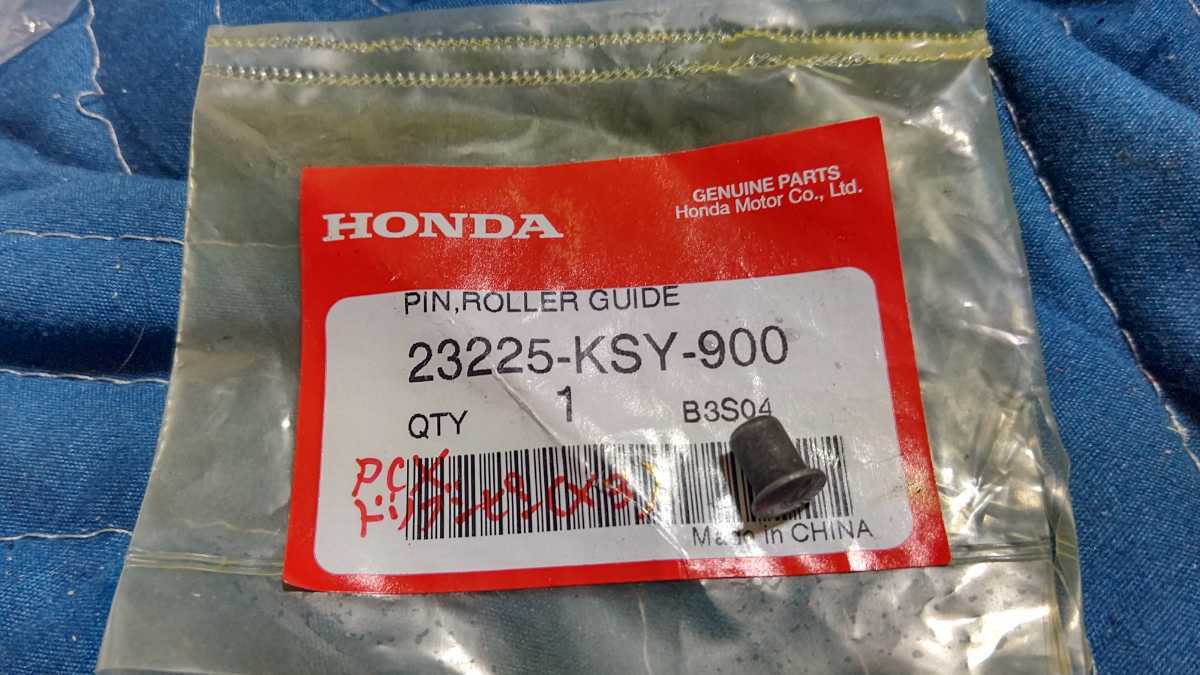 HONDA
GENUINE PARTS
Honda Motor Co., Ltd.
PIN,ROLLER GUIDE
23225-KSY-900
QTY 1 B3S04
PCX
Made in CHINA